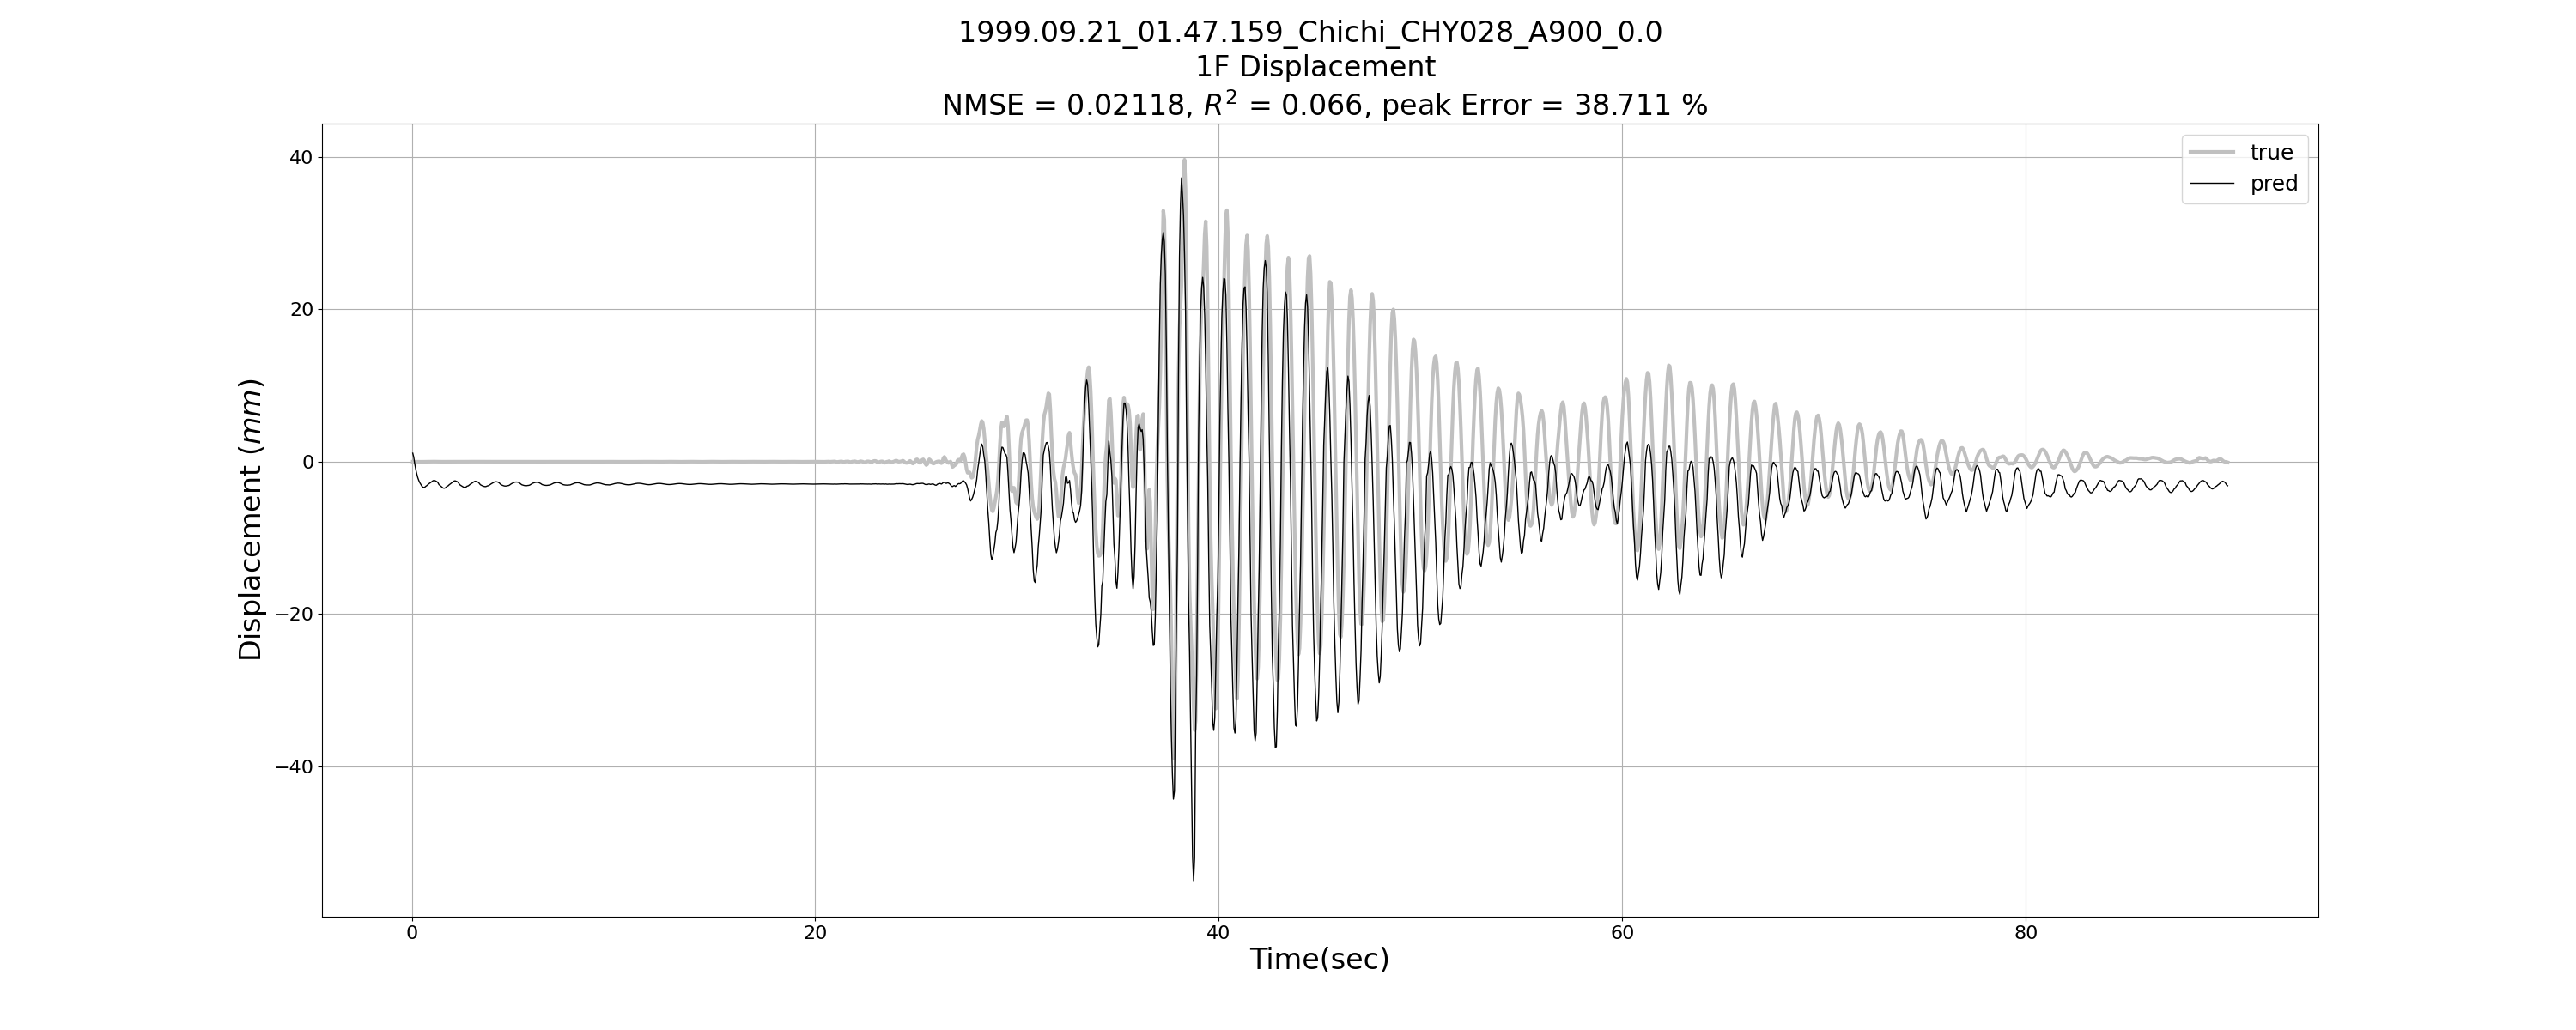 1999.09.21_01.47.159_Chichi_CHY028_A900_0.0
1F Displacement
NMSE = 0.02118, R² = 0.066, peak Error = 38.711 %
true
pred
40
20
0
−20
−40
Displacement (mm)
0 20 40 60 80
Time(sec)